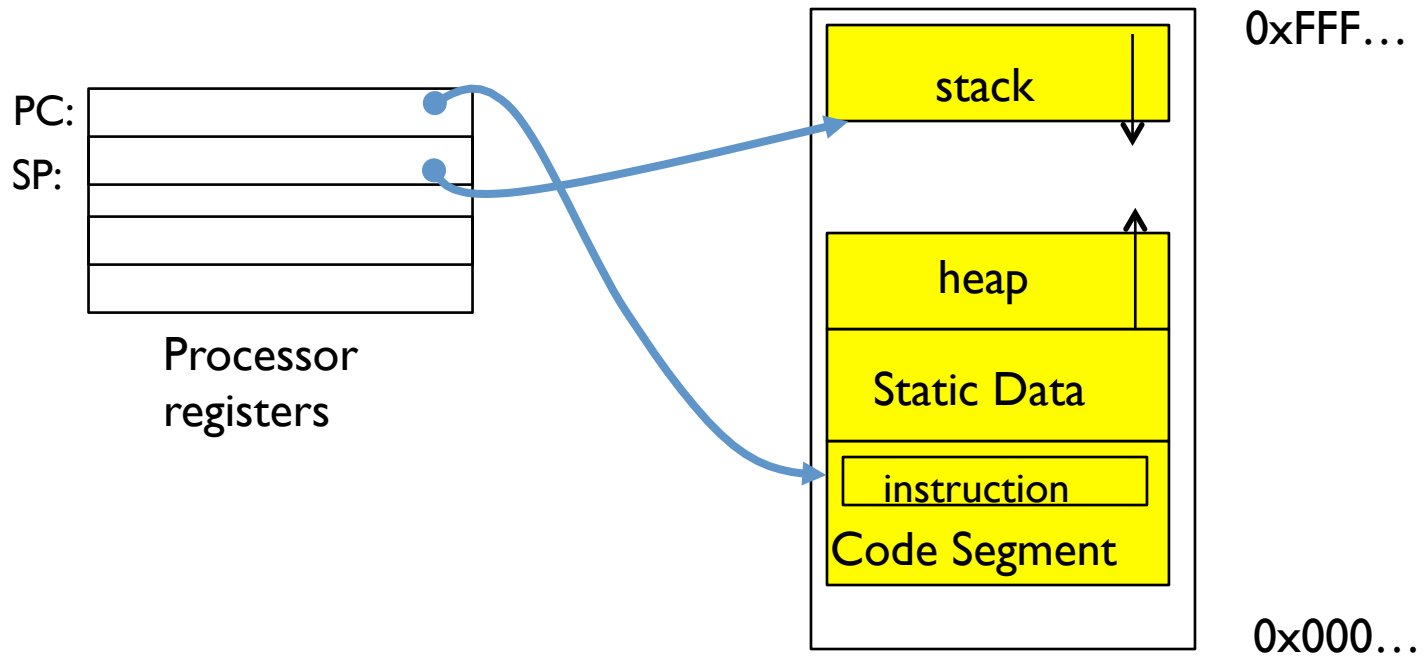 0xFFF...
stack
PC:
SP:
heap
Processor
registers
Static Data
instruction
Code Segment
0x000...